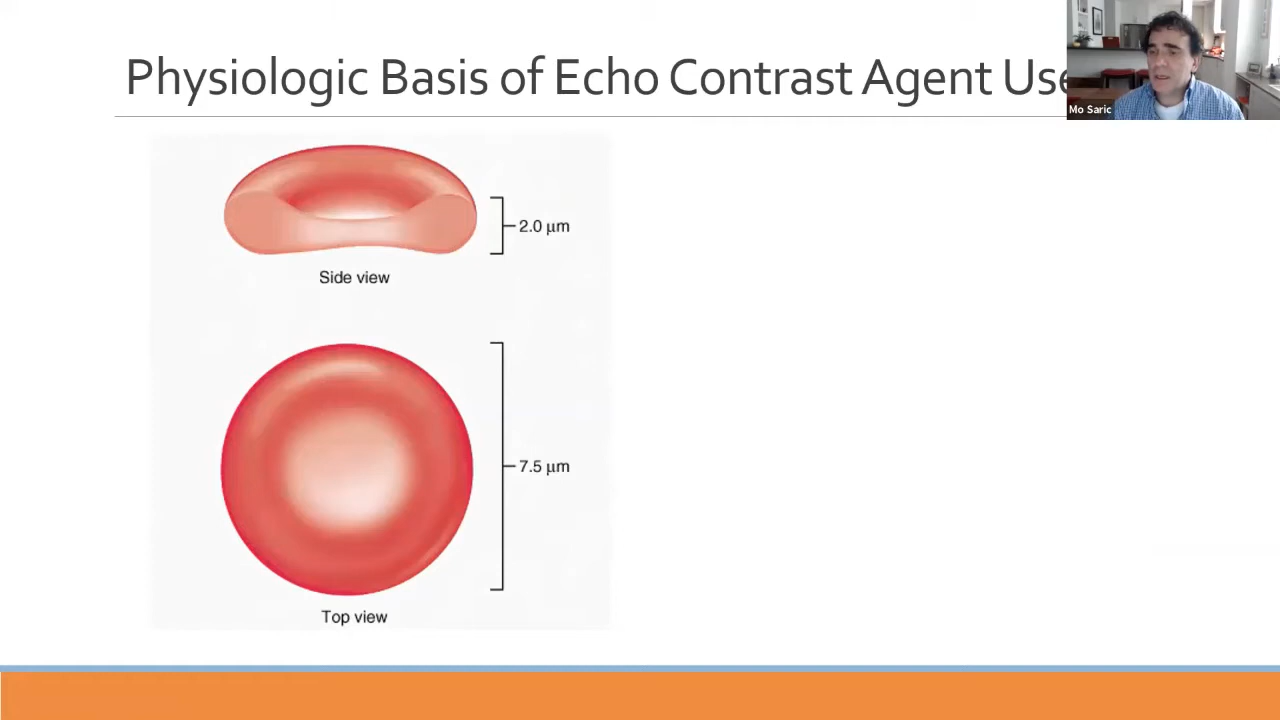 Physiologic Basis of Echo Contrast Agent Use
Mo Saric
2.0 µm
Side view
7.5 µm
Top view